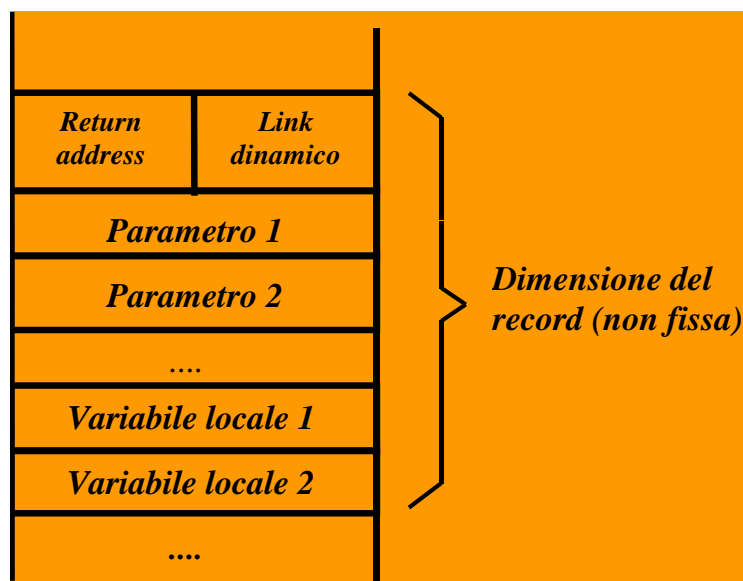 Return
address
Link
dinamico
Parametro 1
Parametro 2
....
Variabile locale 1
Variabile locale 2
....
Dimensione del
record (non fissa)